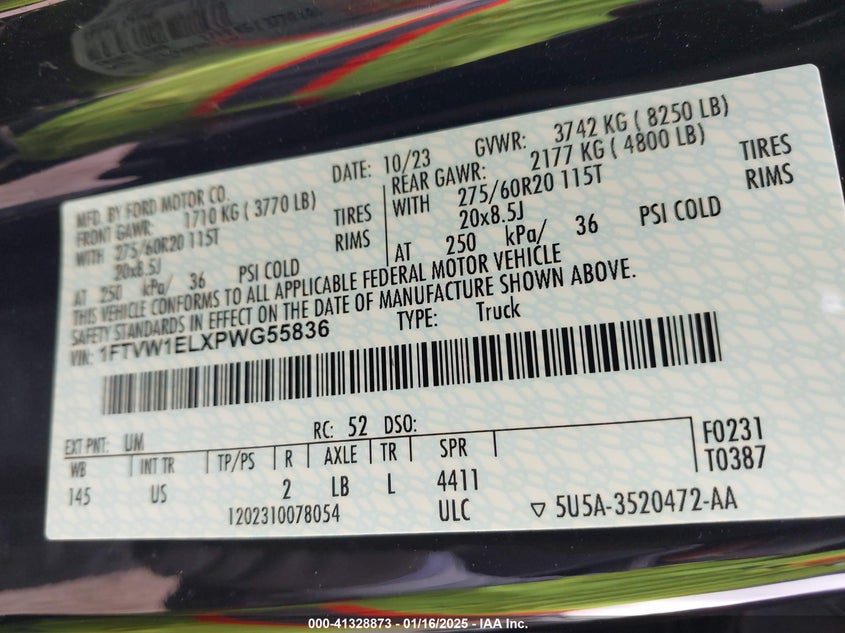 MFD. BY FORD MOTOR CO.
DATE: 10/23
GVWR: 3742 KG ( 8250 LB)
FRONT GAWR: 1710 KG ( 3770 LB)
WITH 275/60R20 115T TIRES
20x8.5J RIMS
AT 250 kPa/ 36 PSI COLD
REAR GAWR: 2177 KG ( 4800 LB)
WITH 275/60R20 115T TIRES
20x8.5J RIMS
AT 250 kPa/ 36 PSI COLD
THIS VEHICLE CONFORMS TO ALL APPLICABLE FEDERAL MOTOR VEHICLE
SAFETY STANDARDS IN EFFECT ON THE DATE OF MANUFACTURE SHOWN ABOVE.
VIN: 1FTVW1ELXPWG55836
TYPE: Truck
EXT PNT: UM RC: 52 DSO:
WB INT TR TP/PS R AXLE TR SPR
145 US 2 LB L 4411
F0231
T0387
1202310078054 ULC ▽ 5U5A-3520472-AA
000-41328873 - 01/16/2025 - IAA Inc.